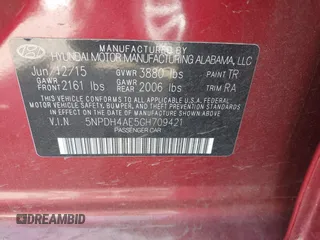 HYUNDAI MOTOR MANUFACTURING ALABAMA, LLC
Jun/12/15 GVWR 3880 lbs PAINT TR
GAWR FRONT 2161 lbs GAWR REAR 2006 lbs TRIM RA
THIS VEHICLE CONFORMS TO ALL APPLICABLE U.S. FEDERAL
MOTOR VEHICLE SAFETY, BUMPER, AND THEFT PREVENTION
STANDARDS IN EFFECT ON THE DATE OF MANUFACTURE SHOWN ABOVE.
V.I.N. 5NPDH4AE5GH709421
PASSENGER CAR
DREAMBID